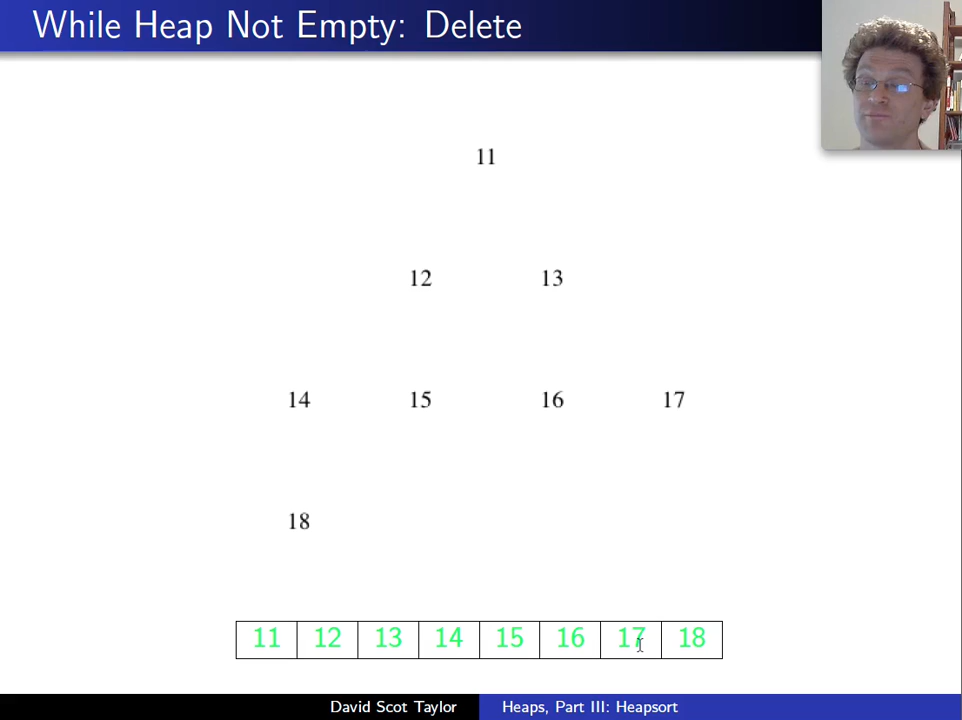 While Heap Not Empty: Delete
11
12 13
14 15 16 17
18
11 12 13 14 15 16 17 18
David Scot Taylor Heaps, Part III: Heapsort